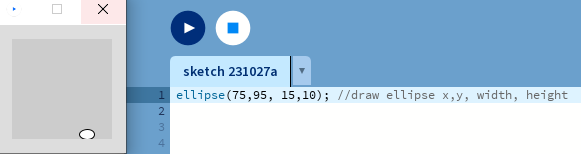 sketch 231027a
1 ellipse(75,95, 15,10); //draw ellipse x,y, width, height
2
3
4